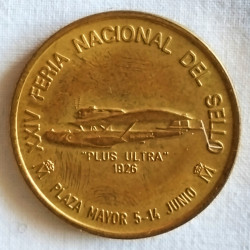 XXIV FERIA NACIONAL DEL SELLO
"PLUS ULTRA"
1926
M PLAZA MAYOR 5-14 JUNIO M